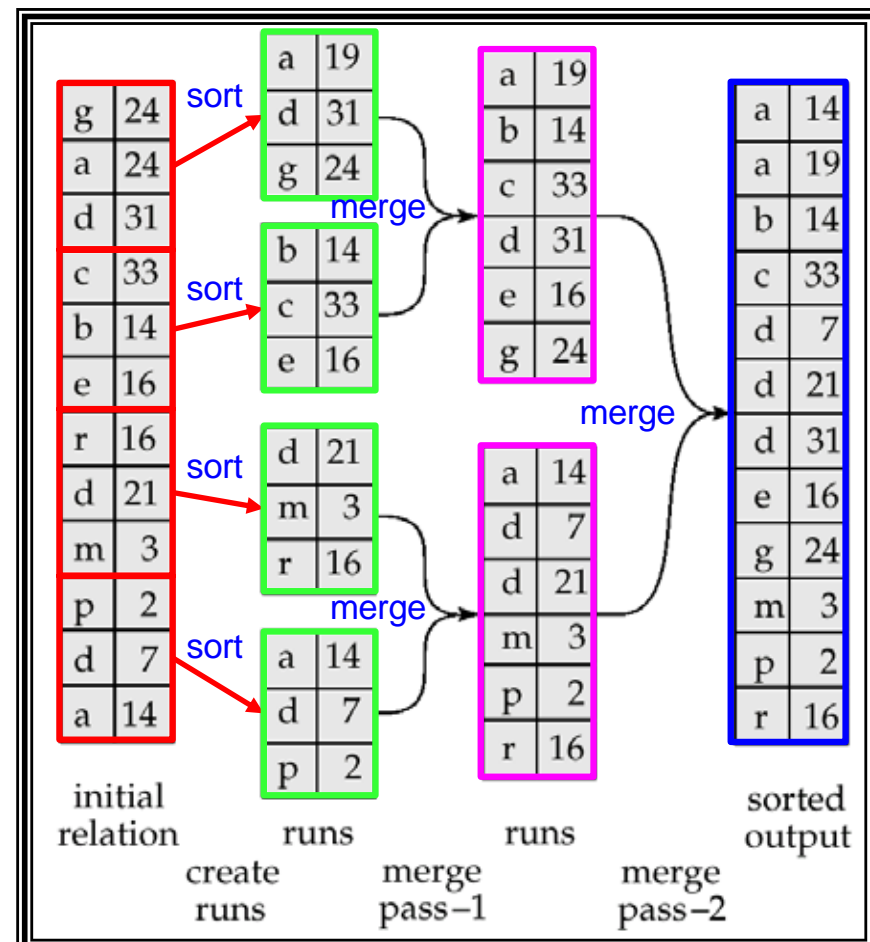 g 24
a 24
d 31
c 33
b 14
e 16
r 16
d 21
m 3
p 2
d 7
a 14
initial
relation
sort
sort
sort
sort
create
runs
a 19
d 31
g 24
b 14
c 33
e 16
d 21
m 3
r 16
a 14
d 7
p 2
runs
merge
merge
merge
pass–1
a 19
b 14
c 33
d 31
e 16
g 24
a 14
d 7
d 21
m 3
p 2
r 16
runs
merge
merge
pass–2
a 14
a 19
b 14
c 33
d 7
d 21
d 31
e 16
g 24
m 3
p 2
r 16
sorted
output